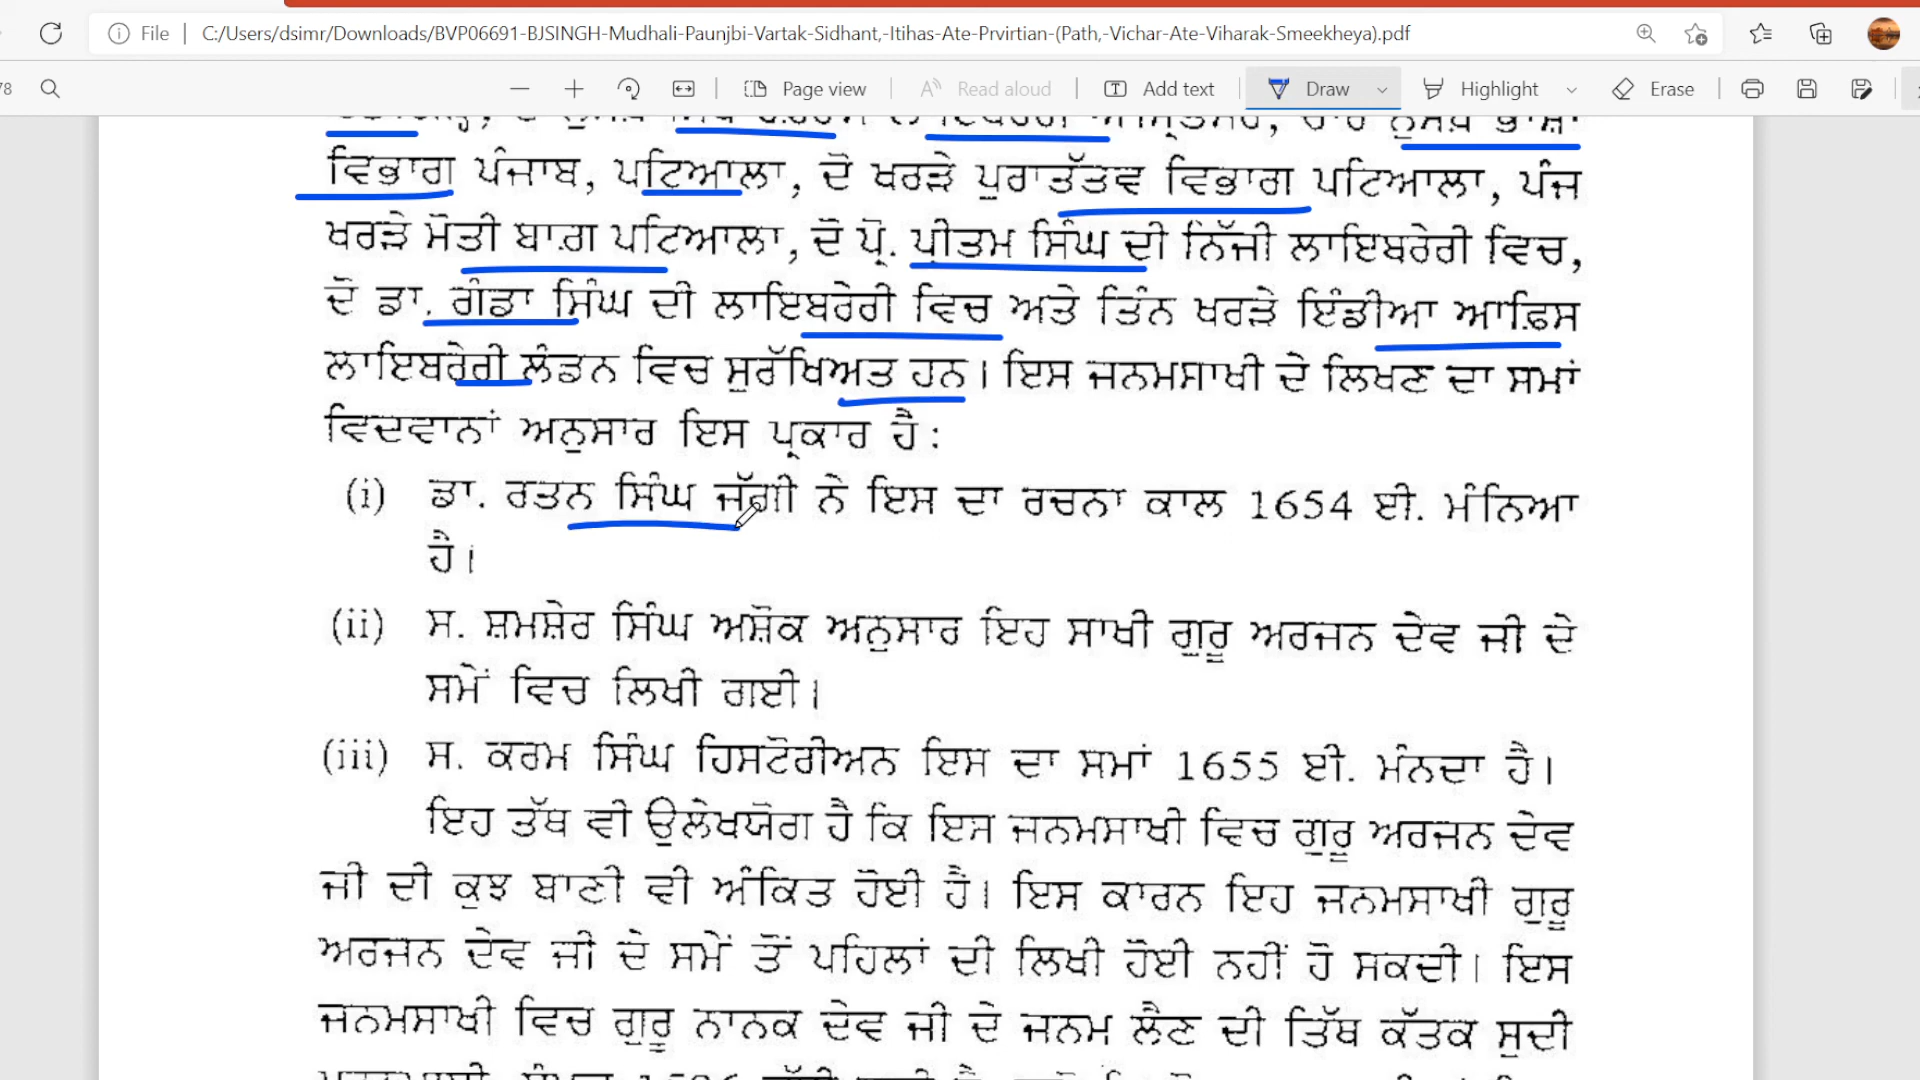 File
C:/Users/dsimr/Downloads/BVP06691-BJSINGH-Mudhali-Paunjbi-Vartak-Sidhant,-Itihas-Ate-Prvirtian-(Path,-Vichar-Ate-Viharak-Smeekheya).pdf
78 Page view Read aloud Add text Draw Highlight Erase
ਵਿਭਾਗ ਪੰਜਾਬ, ਪਟਿਆਲਾ, ਦੋ ਖਰੜੇ ਪੁਰਾਤੱਤਵ ਵਿਭਾਗ ਪਟਿਆਲਾ, ਪੰਜ
ਖਰੜੇ ਮੋਤੀ ਬਾਗ਼ ਪਟਿਆਲਾ, ਦੋ ਪ੍ਰੋ. ਪ੍ਰੀਤਮ ਸਿੰਘ ਦੀ ਨਿੱਜੀ ਲਾਇਬਰੇਰੀ ਵਿਚ,
ਦੋ ਡਾ. ਗੰਡਾ ਸਿੰਘ ਦੀ ਲਾਇਬਰੇਰੀ ਵਿਚ ਅਤੇ ਤਿੰਨ ਖਰੜੇ ਇੰਡੀਆ ਆਫ਼ਿਸ
ਲਾਇਬਰੇਰੀ ਲੰਡਨ ਵਿਚ ਸੁਰੱਖਿਅਤ ਹਨ। ਇਸ ਜਨਮਸਾਖੀ ਦੇ ਲਿਖਣ ਦਾ ਸਮਾਂ
ਵਿਦਵਾਨਾਂ ਅਨੁਸਾਰ ਇਸ ਪ੍ਰਕਾਰ ਹੈ :
(i) ਡਾ. ਰਤਨ ਸਿੰਘ ਜੱਗੀ ਨੇ ਇਸ ਦਾ ਰਚਨਾ ਕਾਲ 1654 ਈ. ਮੰਨਿਆ
ਹੈ।
(ii) ਸ. ਸ਼ਮਸ਼ੇਰ ਸਿੰਘ ਅਸ਼ੋਕ ਅਨੁਸਾਰ ਇਹ ਸਾਖੀ ਗੁਰੂ ਅਰਜਨ ਦੇਵ ਜੀ ਦੇ
ਸਮੇਂ ਵਿਚ ਲਿਖੀ ਗਈ।
(iii) ਸ. ਕਰਮ ਸਿੰਘ ਹਿਸਟੋਰੀਅਨ ਇਸ ਦਾ ਸਮਾਂ 1655 ਈ. ਮੰਨਦਾ ਹੈ।
ਇਹ ਤੱਥ ਵੀ ਉਲੇਖਯੋਗ ਹੈ ਕਿ ਇਸ ਜਨਮਸਾਖੀ ਵਿਚ ਗੁਰੂ ਅਰਜਨ ਦੇਵ
ਜੀ ਦੀ ਕੁਝ ਬਾਣੀ ਵੀ ਅੰਕਿਤ ਹੋਈ ਹੈ। ਇਸ ਕਾਰਨ ਇਹ ਜਨਮਸਾਖੀ ਗੁਰੂ
ਅਰਜਨ ਦੇਵ ਜੀ ਦੇ ਸਮੇਂ ਤੋਂ ਪਹਿਲਾਂ ਦੀ ਲਿਖੀ ਹੋਈ ਨਹੀਂ ਹੋ ਸਕਦੀ। ਇਸ
ਜਨਮਸਾਖੀ ਵਿਚ ਗੁਰੂ ਨਾਨਕ ਦੇਵ ਜੀ ਦੇ ਜਨਮ ਲੈਣ ਦੀ ਤਿੱਥ ਕੱਤਕ ਸੁਦੀ